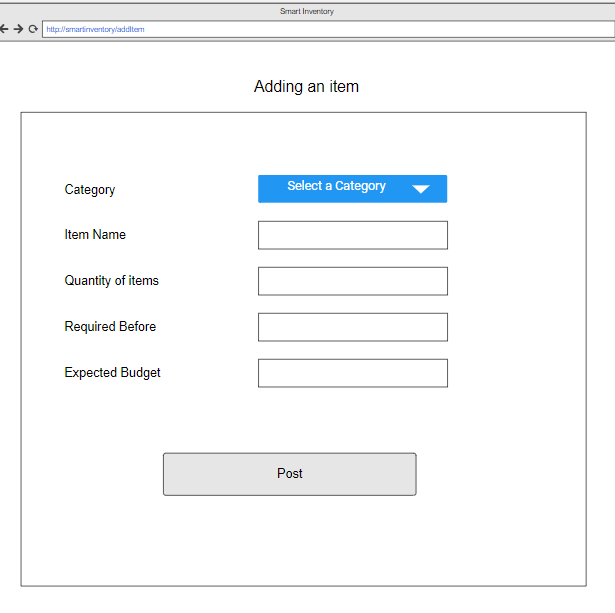 Smart Inventory
http://smartinventory/addItem
Adding an item
Category
Select a Category
Item Name
Quantity of items
Required Before
Expected Budget
Post